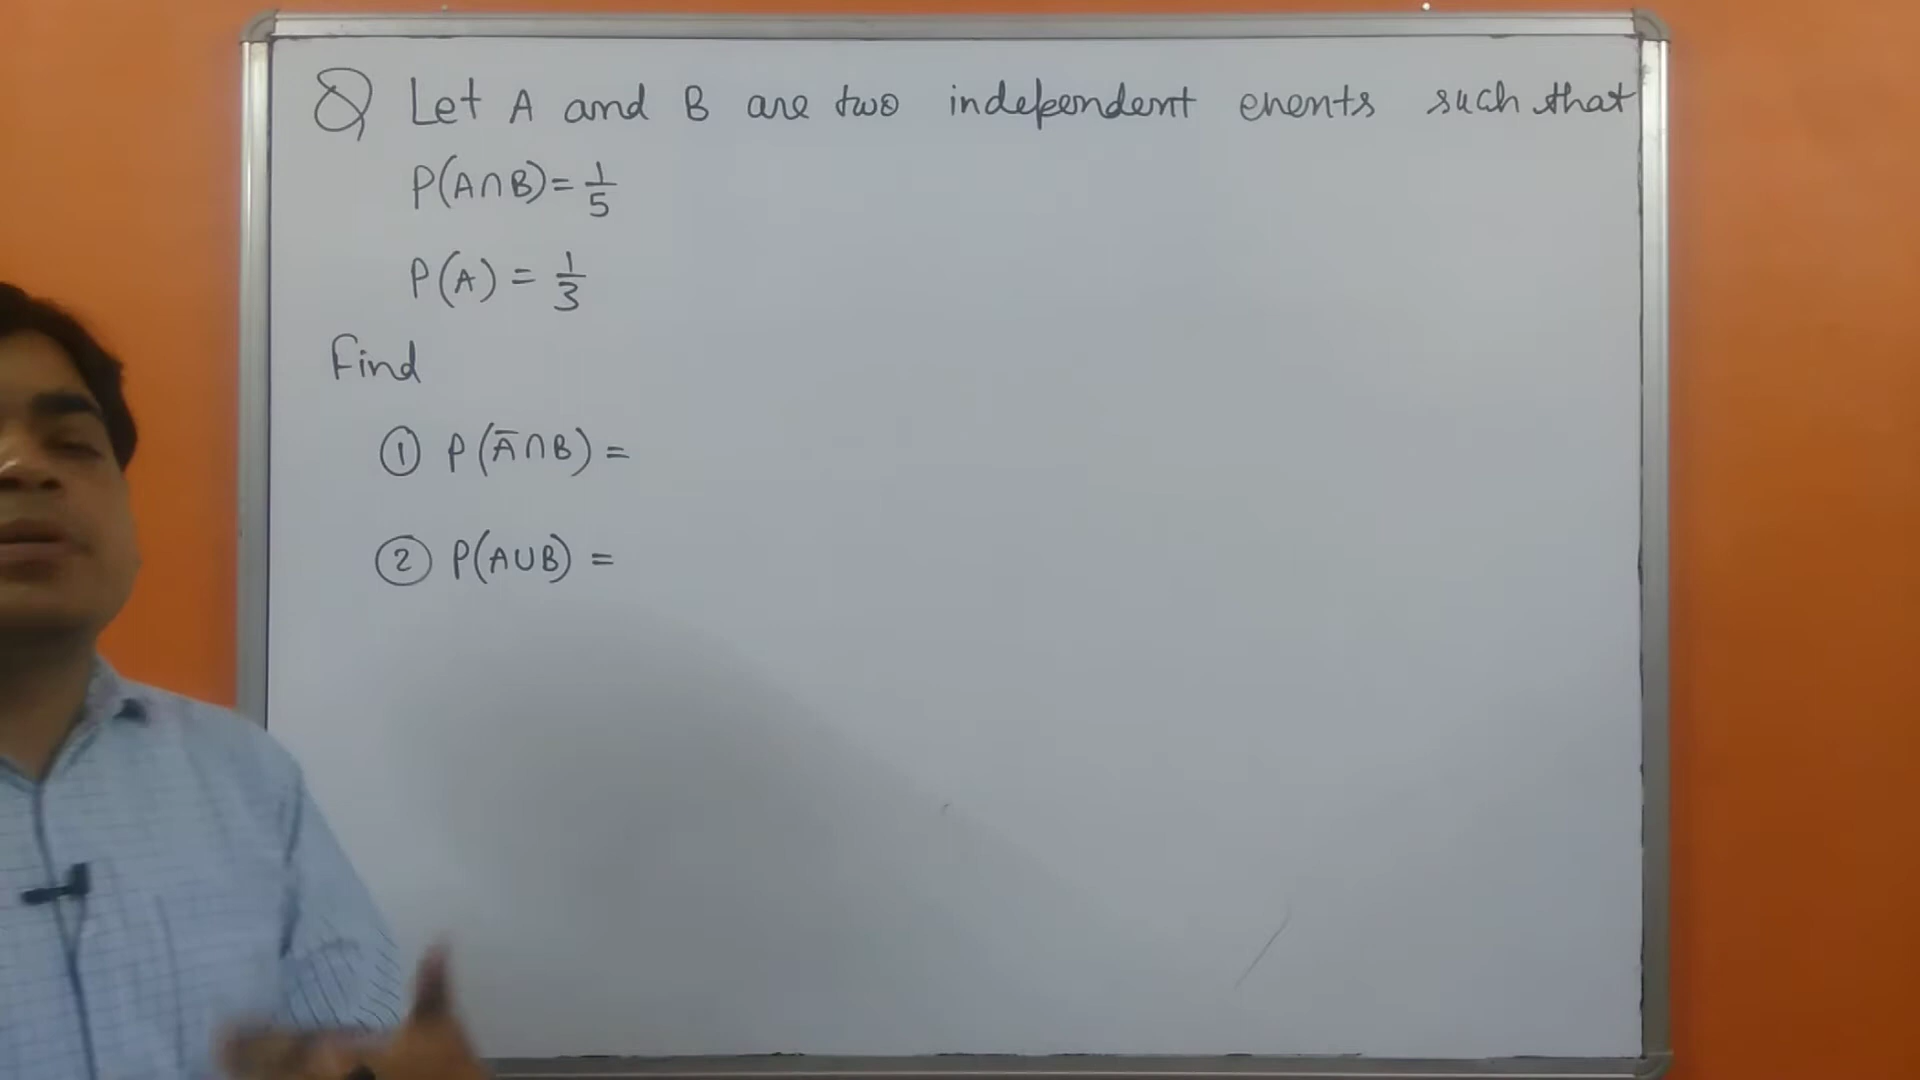 Q Let A and B are two independent events such that
P(A∩B) = 1/5
P(A) = 1/3
Find
① P(Ā∩B) =
② P(A∪B) =